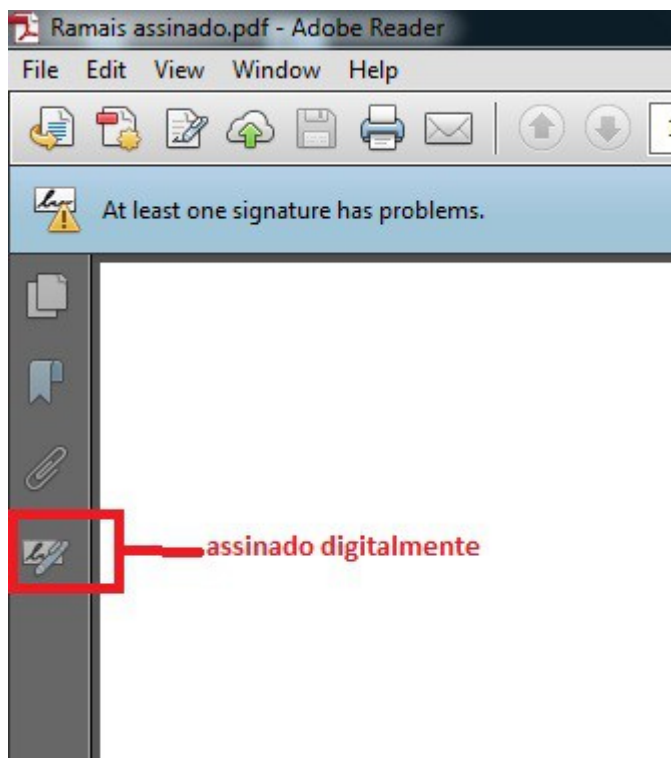 Ramais assinado.pdf - Adobe Reader
File Edit View Window Help
At least one signature has problems.
assinado digitalmente